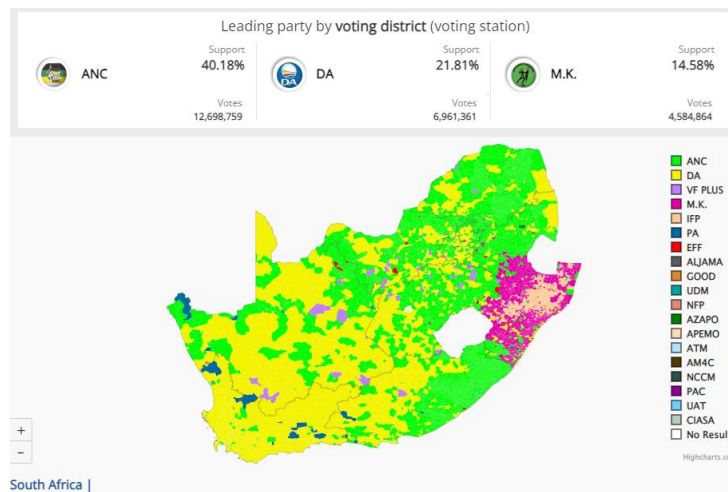 Leading party by voting district (voting station)
ANC
Support
40.18%
Votes
12,698,759
DA
Support
21.81%
Votes
6,961,361
M.K.
Support
14.58%
Votes
4,584,864
ANC
DA
VF PLUS
M.K.
IFP
PA
EFF
ALJAMA
GOOD
UDM
NFP
AZAPO
APEMO
ATM
AM4C
NCCM
PAC
UAT
CIASA
No Resul
Highcharts.c
+
−
South Africa |